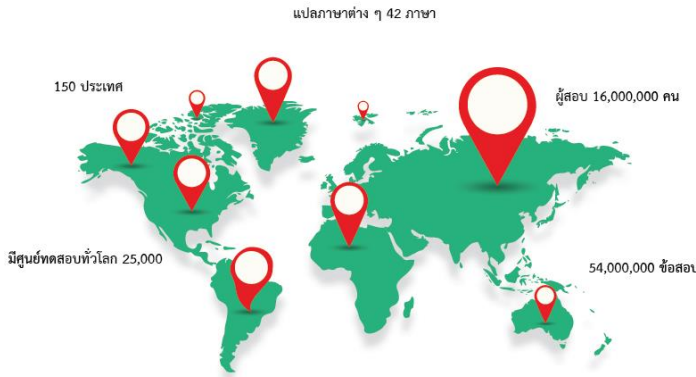 แปลภาษาต่าง ๆ 42 ภาษา
150 ประเทศ
ผู้สอบ 16,000,000 คน
มีศูนย์ทดสอบทั่วโลก 25,000
54,000,000 ข้อสอบ